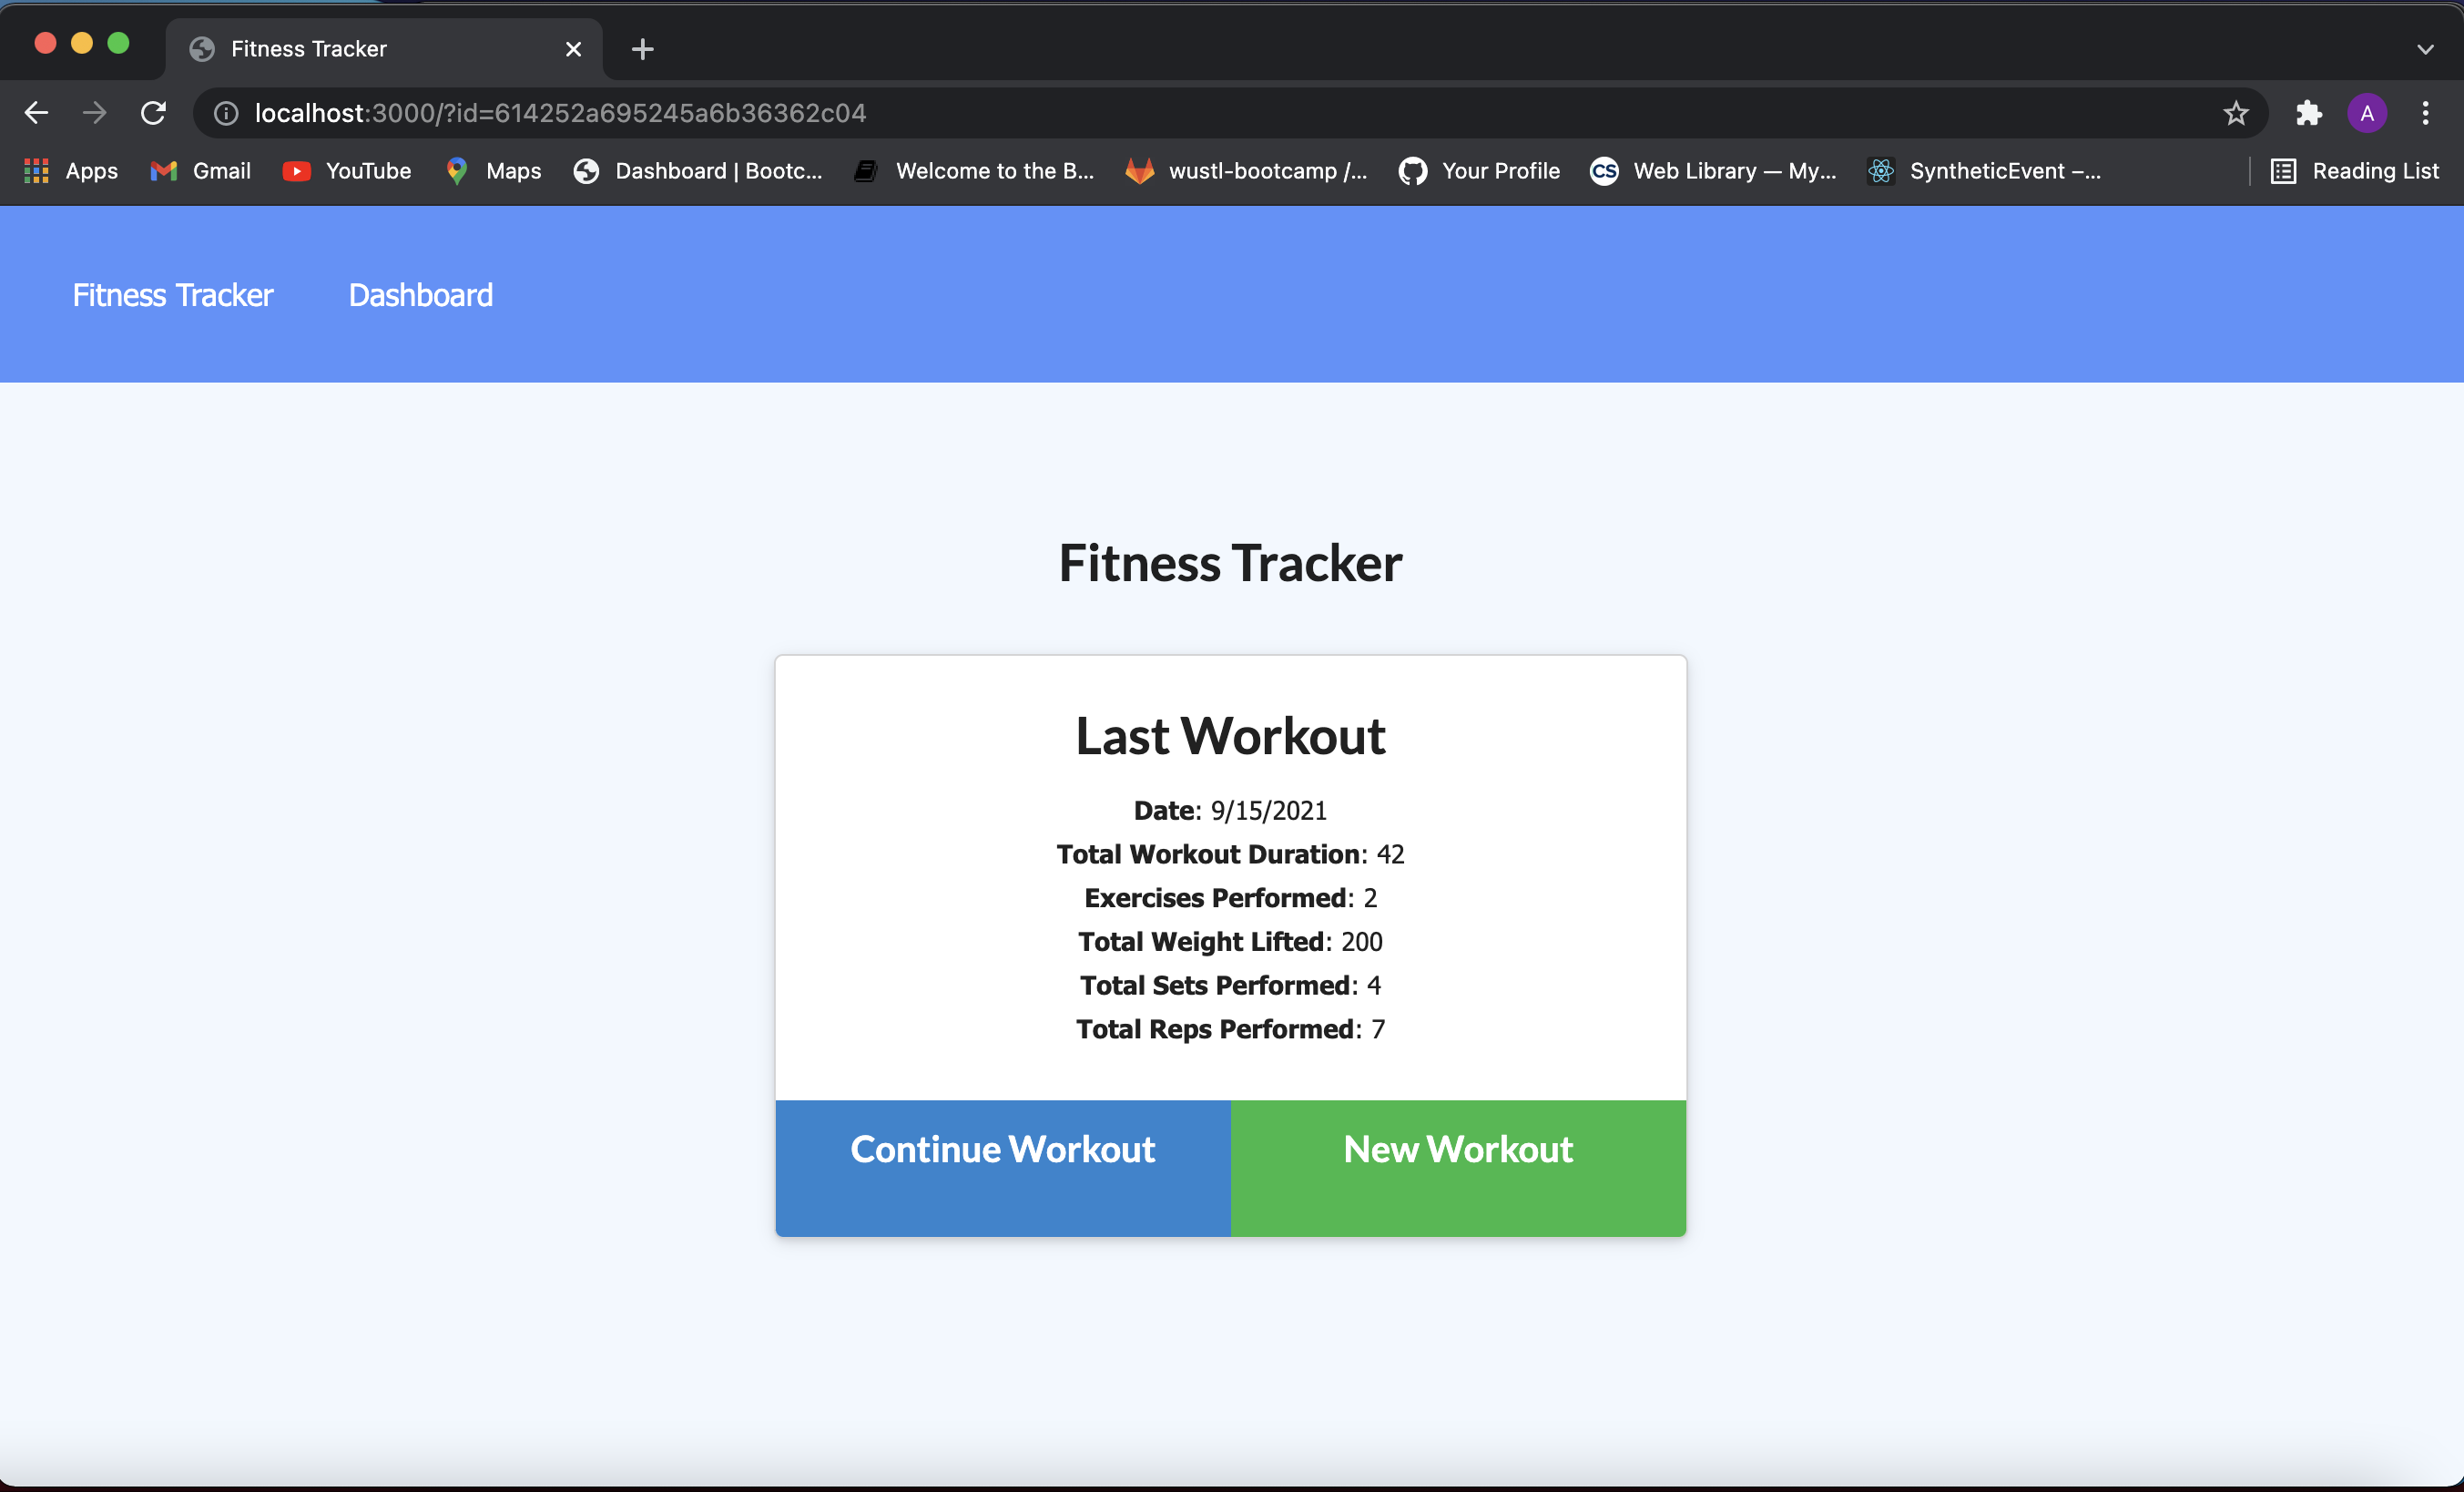 Fitness Tracker
localhost:3000/?id=614252a695245a6b36362c04
A
Apps Gmail YouTube Maps Dashboard | Bootc... Welcome to the B... wustl-bootcamp /... Your Profile CS Web Library — My... SyntheticEvent –... Reading List
Fitness Tracker Dashboard
Fitness Tracker
Last Workout
Date: 9/15/2021
Total Workout Duration: 42
Exercises Performed: 2
Total Weight Lifted: 200
Total Sets Performed: 4
Total Reps Performed: 7
Continue Workout New Workout